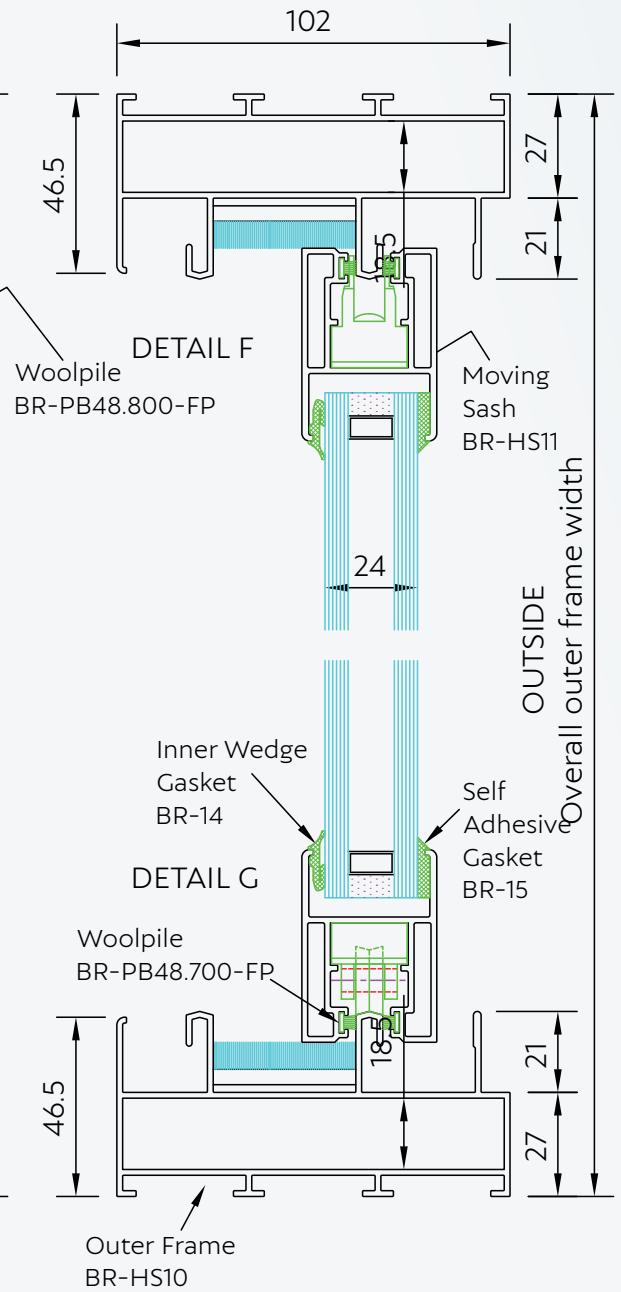 102
46.5
27
21
DETAIL F
Woolpile
BR-PB48.800-FP
Moving
Sash
BR-HS11
24
OUTSIDE
Overall outer frame width
Inner Wedge
Gasket
BR-14
Self
Adhesive
Gasket
BR-15
DETAIL G
Woolpile
BR-PB48.700-FP
18.5
46.5
21
27
Outer Frame
BR-HS10